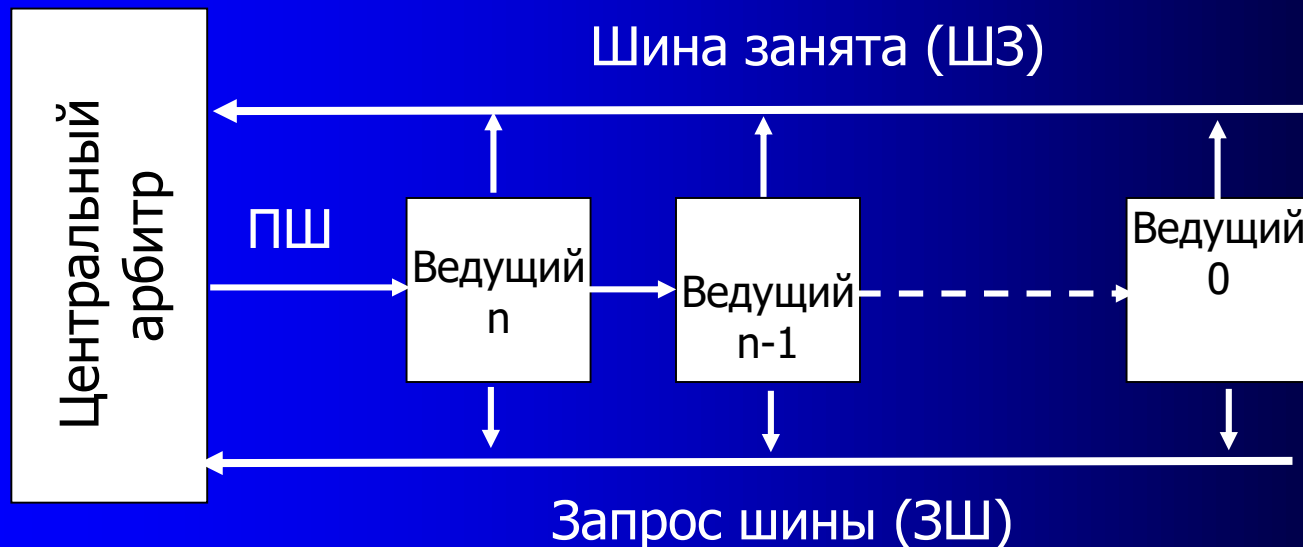 Шина занята (ШЗ)
Центральный
арбитр
ПШ
Ведущий
n
Ведущий
n-1
Ведущий
0
Запрос шины (ЗШ)